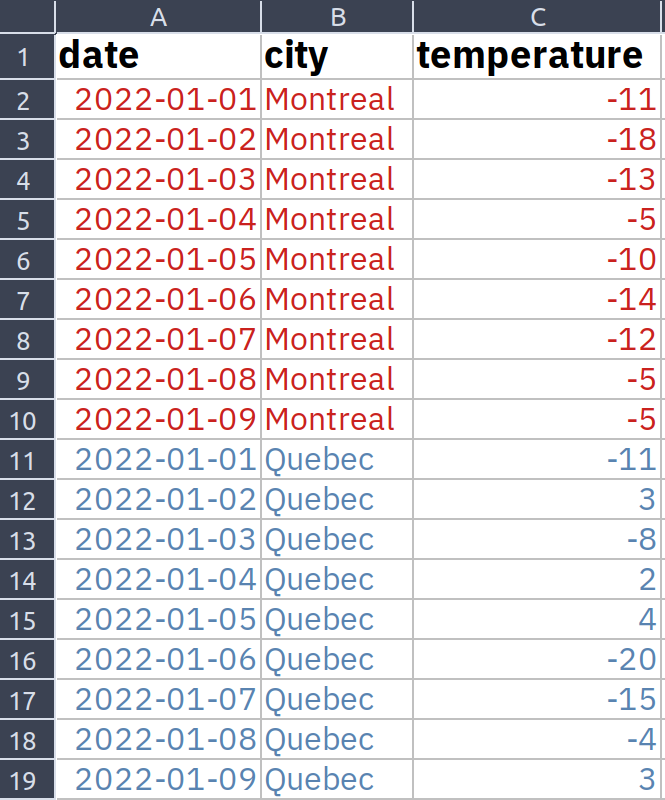 A B C
1 date city temperature
2 2022-01-01 Montreal -11
3 2022-01-02 Montreal -18
4 2022-01-03 Montreal -13
5 2022-01-04 Montreal -5
6 2022-01-05 Montreal -10
7 2022-01-06 Montreal -14
8 2022-01-07 Montreal -12
9 2022-01-08 Montreal -5
10 2022-01-09 Montreal -5
11 2022-01-01 Quebec -11
12 2022-01-02 Quebec 3
13 2022-01-03 Quebec -8
14 2022-01-04 Quebec 2
15 2022-01-05 Quebec 4
16 2022-01-06 Quebec -20
17 2022-01-07 Quebec -15
18 2022-01-08 Quebec -4
19 2022-01-09 Quebec 3